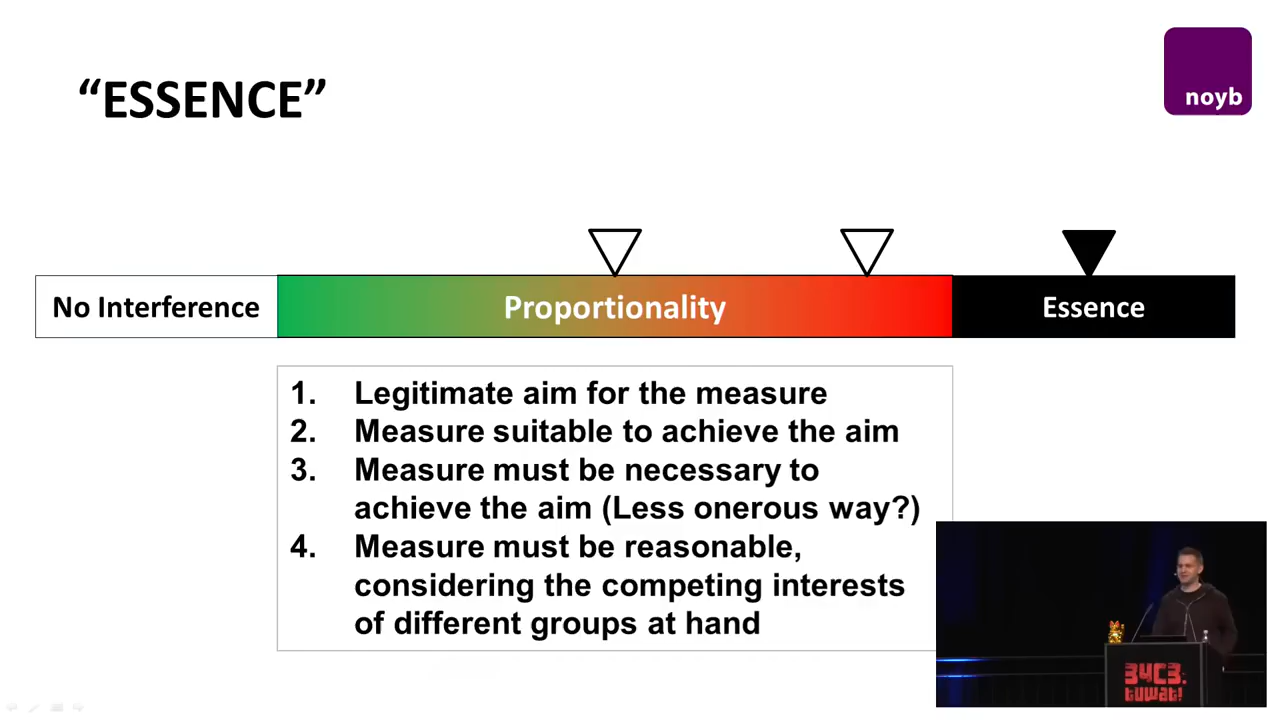 “ESSENCE”
noyb
No Interference
Proportionality
Essence
1. Legitimate aim for the measure
2. Measure suitable to achieve the aim
3. Measure must be necessary to
achieve the aim (Less onerous way?)
4. Measure must be reasonable,
considering the competing interests
of different groups at hand
34C3.
tuwat!